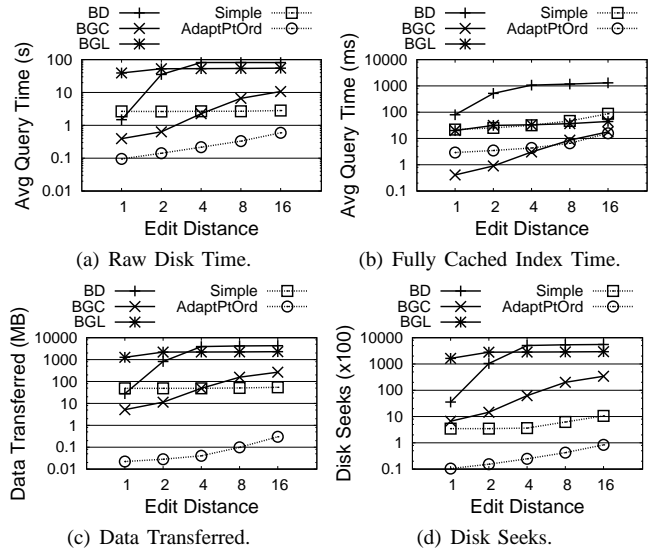 BD
BGC
BGL
Simple
AdaptPtOrd
Avg Query Time (s)
100
10
1
0.1
0.01
1 2 4 8 16
Edit Distance
(a) Raw Disk Time.
BD
BGC
BGL
Simple
AdaptPtOrd
Avg Query Time (ms)
10000
1000
100
10
1
0.1
1 2 4 8 16
Edit Distance
(b) Fully Cached Index Time.
BD
BGC
BGL
Simple
AdaptPtOrd
Data Transferred (MB)
10000
1000
100
10
1
0.1
0.01
1 2 4 8 16
Edit Distance
(c) Data Transferred.
BD
BGC
BGL
Simple
AdaptPtOrd
Disk Seeks (x100)
10000
1000
100
10
1
0.1
1 2 4 8 16
Edit Distance
(d) Disk Seeks.